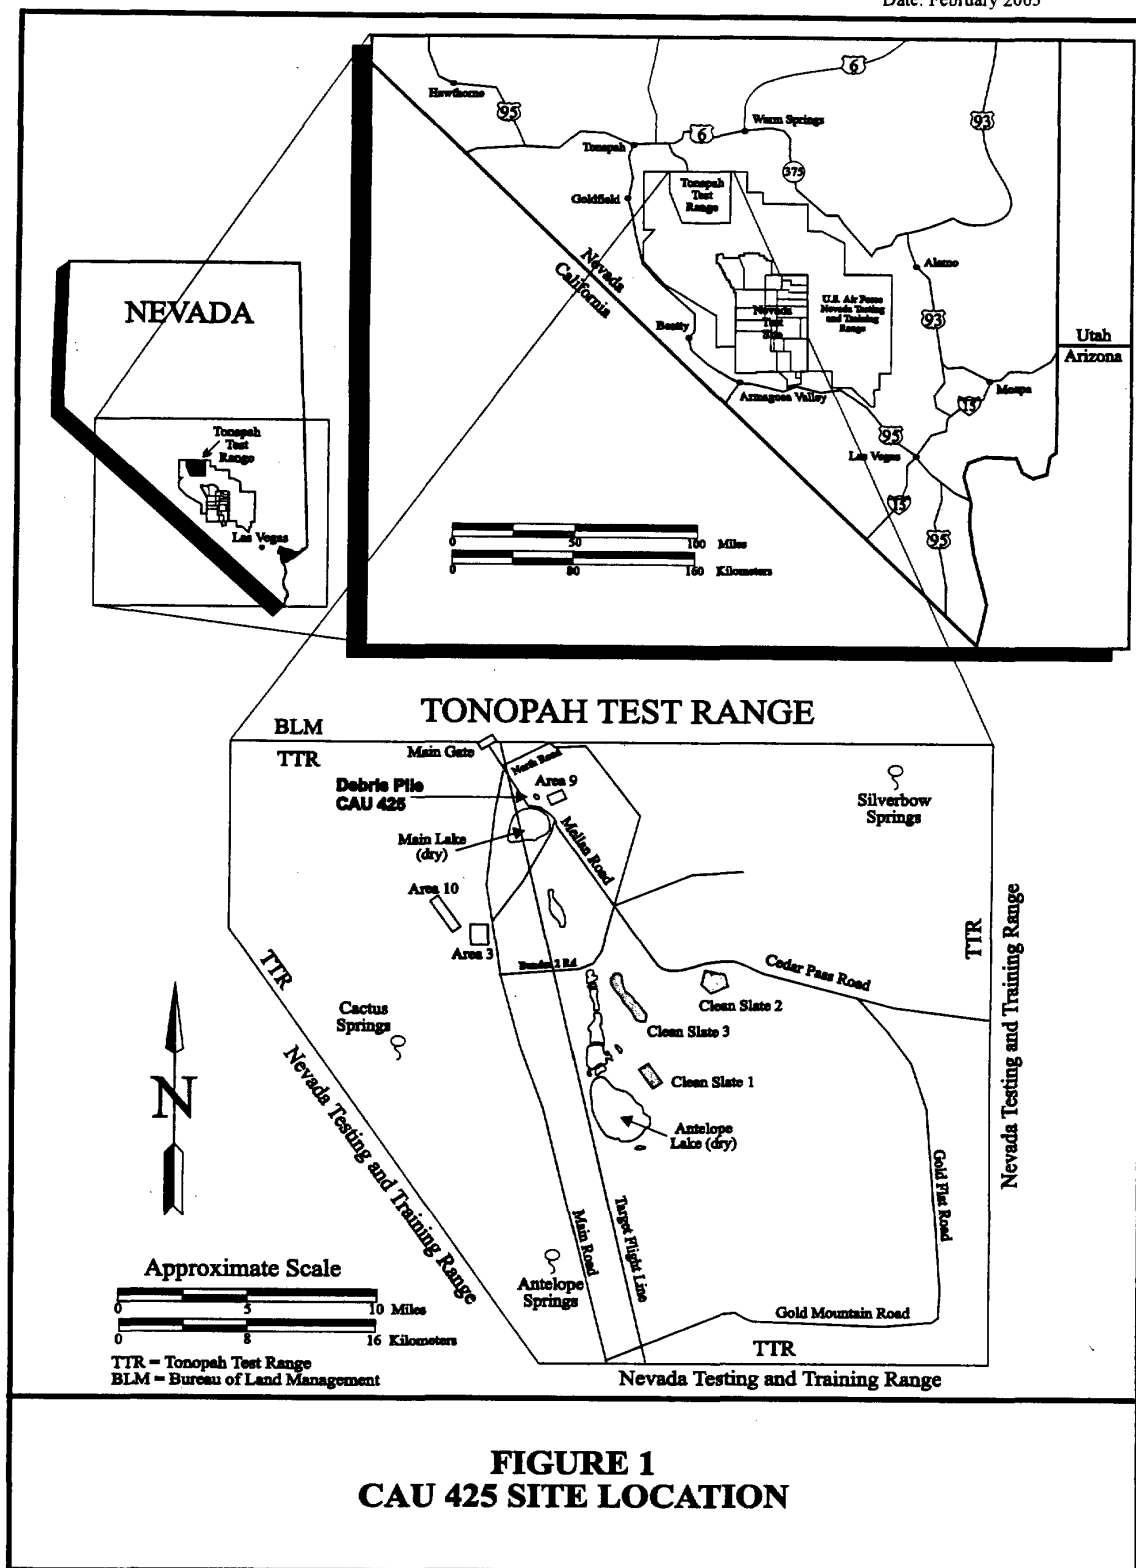 Date: February 2003
Hawthorne
95
6
93
Tonapah
6
Warm Springs
375
Goldfield
Tonopah
Test
Range
Nevada
California
Alamo
U.S. Air Force
Nevada Testing
and Training
Range
Nevada
Test
Site
Beatty
93
Utah
Arizona
Armagosa Valley
Moapa
15
95
Las Vegas
15
95
0 50 100 Miles
0 80 160 Kilometers
NEVADA
Tonopah
Test
Range
Las Vegas
TONOPAH TEST RANGE
BLM
TTR
Main Gate
North Road
Debris Pile
CAU 425
Area 9
Silverbow
Springs
Main Lake
(dry)
Mellan Road
Area 10
Area 3
TTR
TTR
Nevada Testing and Training Range
Cedar Pass Road
Clean Slate 2
Cactus
Springs
Clean Slate 3
Nevada Testing and Training Range
N
Clean Slate 1
Antelope
Lake (dry)
Gold Flat Road
Main Road
Target Flight Line
Antelope
Springs
Approximate Scale
0 5 10 Miles
0 8 16 Kilometers
Gold Mountain Road
TTR
TTR = Tonopah Test Range
BLM = Bureau of Land Management
Nevada Testing and Training Range
FIGURE 1
CAU 425 SITE LOCATION